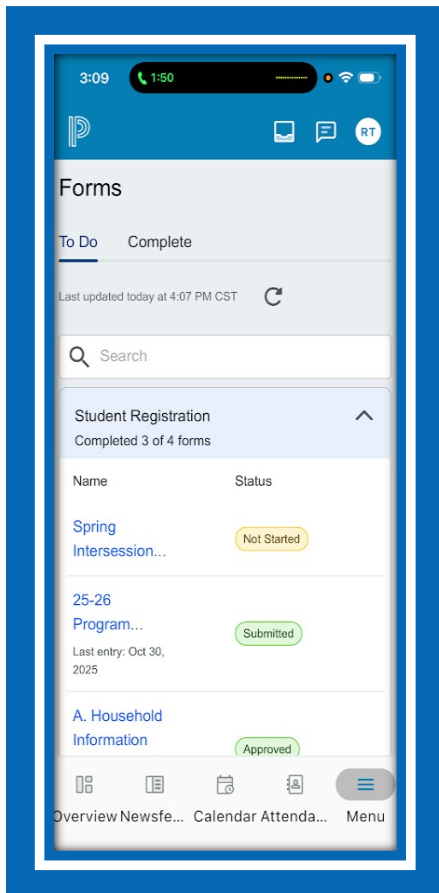 3:09
1:50
RT
Forms
To Do Complete
Last updated today at 4:07 PM CST
Search
Student Registration
Completed 3 of 4 forms
Name Status
Spring
Intersession...
Not Started
25-26
Program...
Last entry: Oct 30,
2025
Submitted
A. Household
Information
Approved
Overview Newsfe... Calendar Attenda... Menu